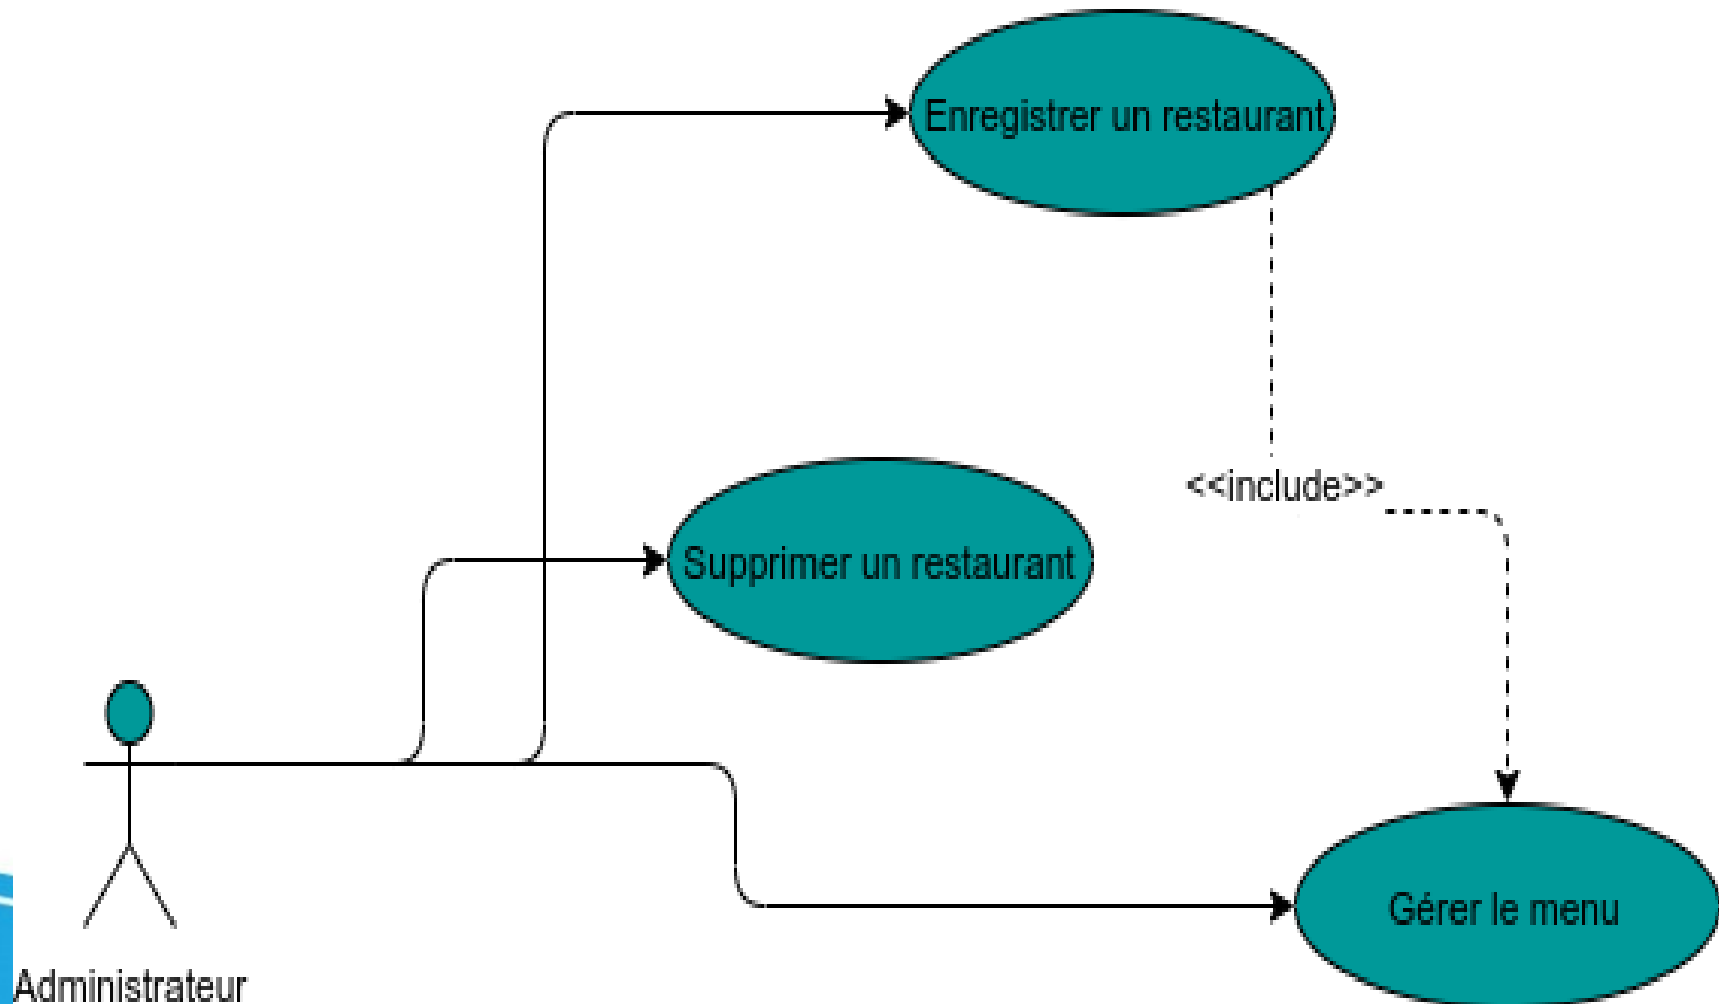 Enregistrer un restaurant
<<include>>
Supprimer un restaurant
Gérer le menu
Administrateur